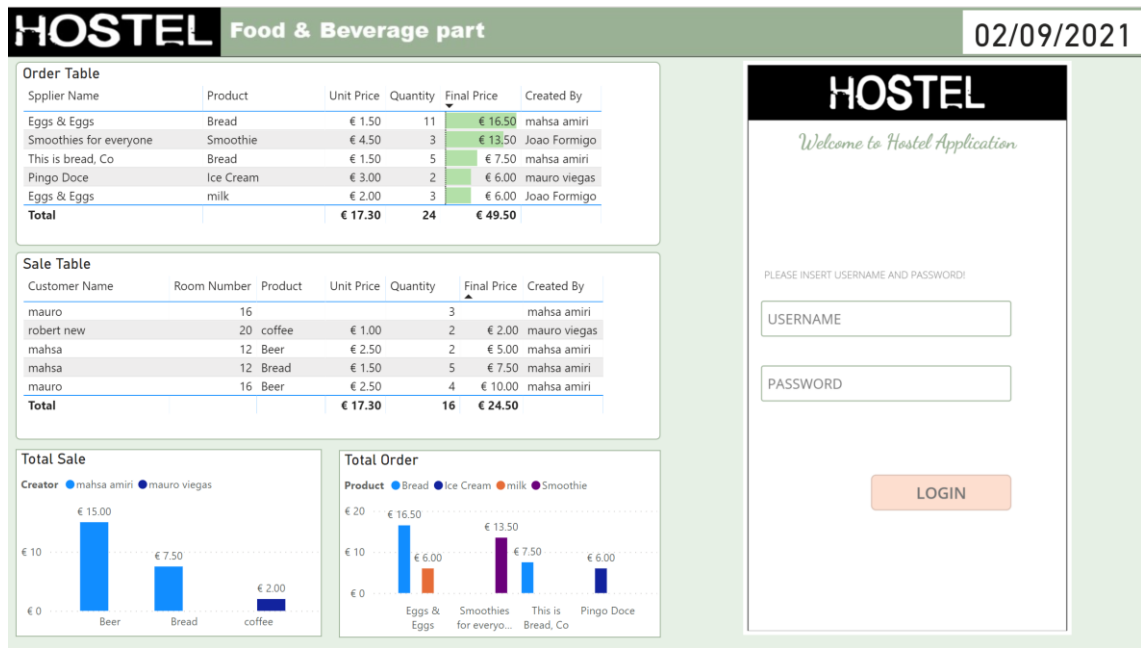 HOSTEL Food & Beverage part 02/09/2021
Order Table
Spplier Name Product Unit Price Quantity Final Price Created By
Eggs & Eggs Bread € 1.50 11 € 16.50 mahsa amiri
Smoothies for everyone Smoothie € 4.50 3 € 13.50 Joao Formigo
This is bread, Co Bread € 1.50 5 € 7.50 mahsa amiri
Pingo Doce Ice Cream € 3.00 2 € 6.00 mauro viegas
Eggs & Eggs milk € 2.00 3 € 6.00 Joao Formigo
Total € 17.30 24 € 49.50
Sale Table
Customer Name Room Number Product Unit Price Quantity Final Price Created By
mauro 16 3 mahsa amiri
robert new 20 coffee € 1.00 2 € 2.00 mauro viegas
mahsa 12 Beer € 2.50 2 € 5.00 mahsa amiri
mahsa 12 Bread € 1.50 5 € 7.50 mahsa amiri
mauro 16 Beer € 2.50 4 € 10.00 mahsa amiri
Total € 17.30 16 € 24.50
Total Sale
Creator mahsa amiri mauro viegas
€ 15.00
€ 10
€ 7.50
€ 2.00
€ 0
Beer Bread coffee
Total Order
Product Bread Ice Cream milk Smoothie
€ 20
€ 16.50
€ 13.50
€ 10
€ 6.00
€ 7.50
€ 6.00
€ 0
Eggs & Smoothies This is Pingo Doce
Eggs for everyo... Bread, Co
HOSTEL
Welcome to Hostel Application
PLEASE INSERT USERNAME AND PASSWORD!
USERNAME
PASSWORD
LOGIN